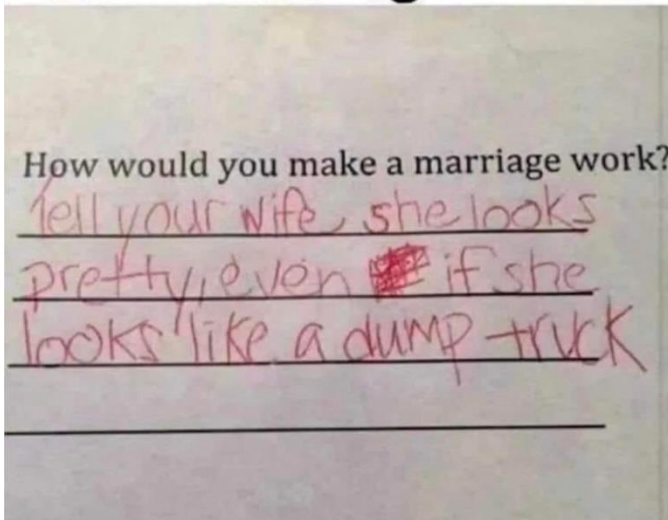 How would you make a marriage work?
Tell your wife she looks
pretty, even if she
looks like a dump truck